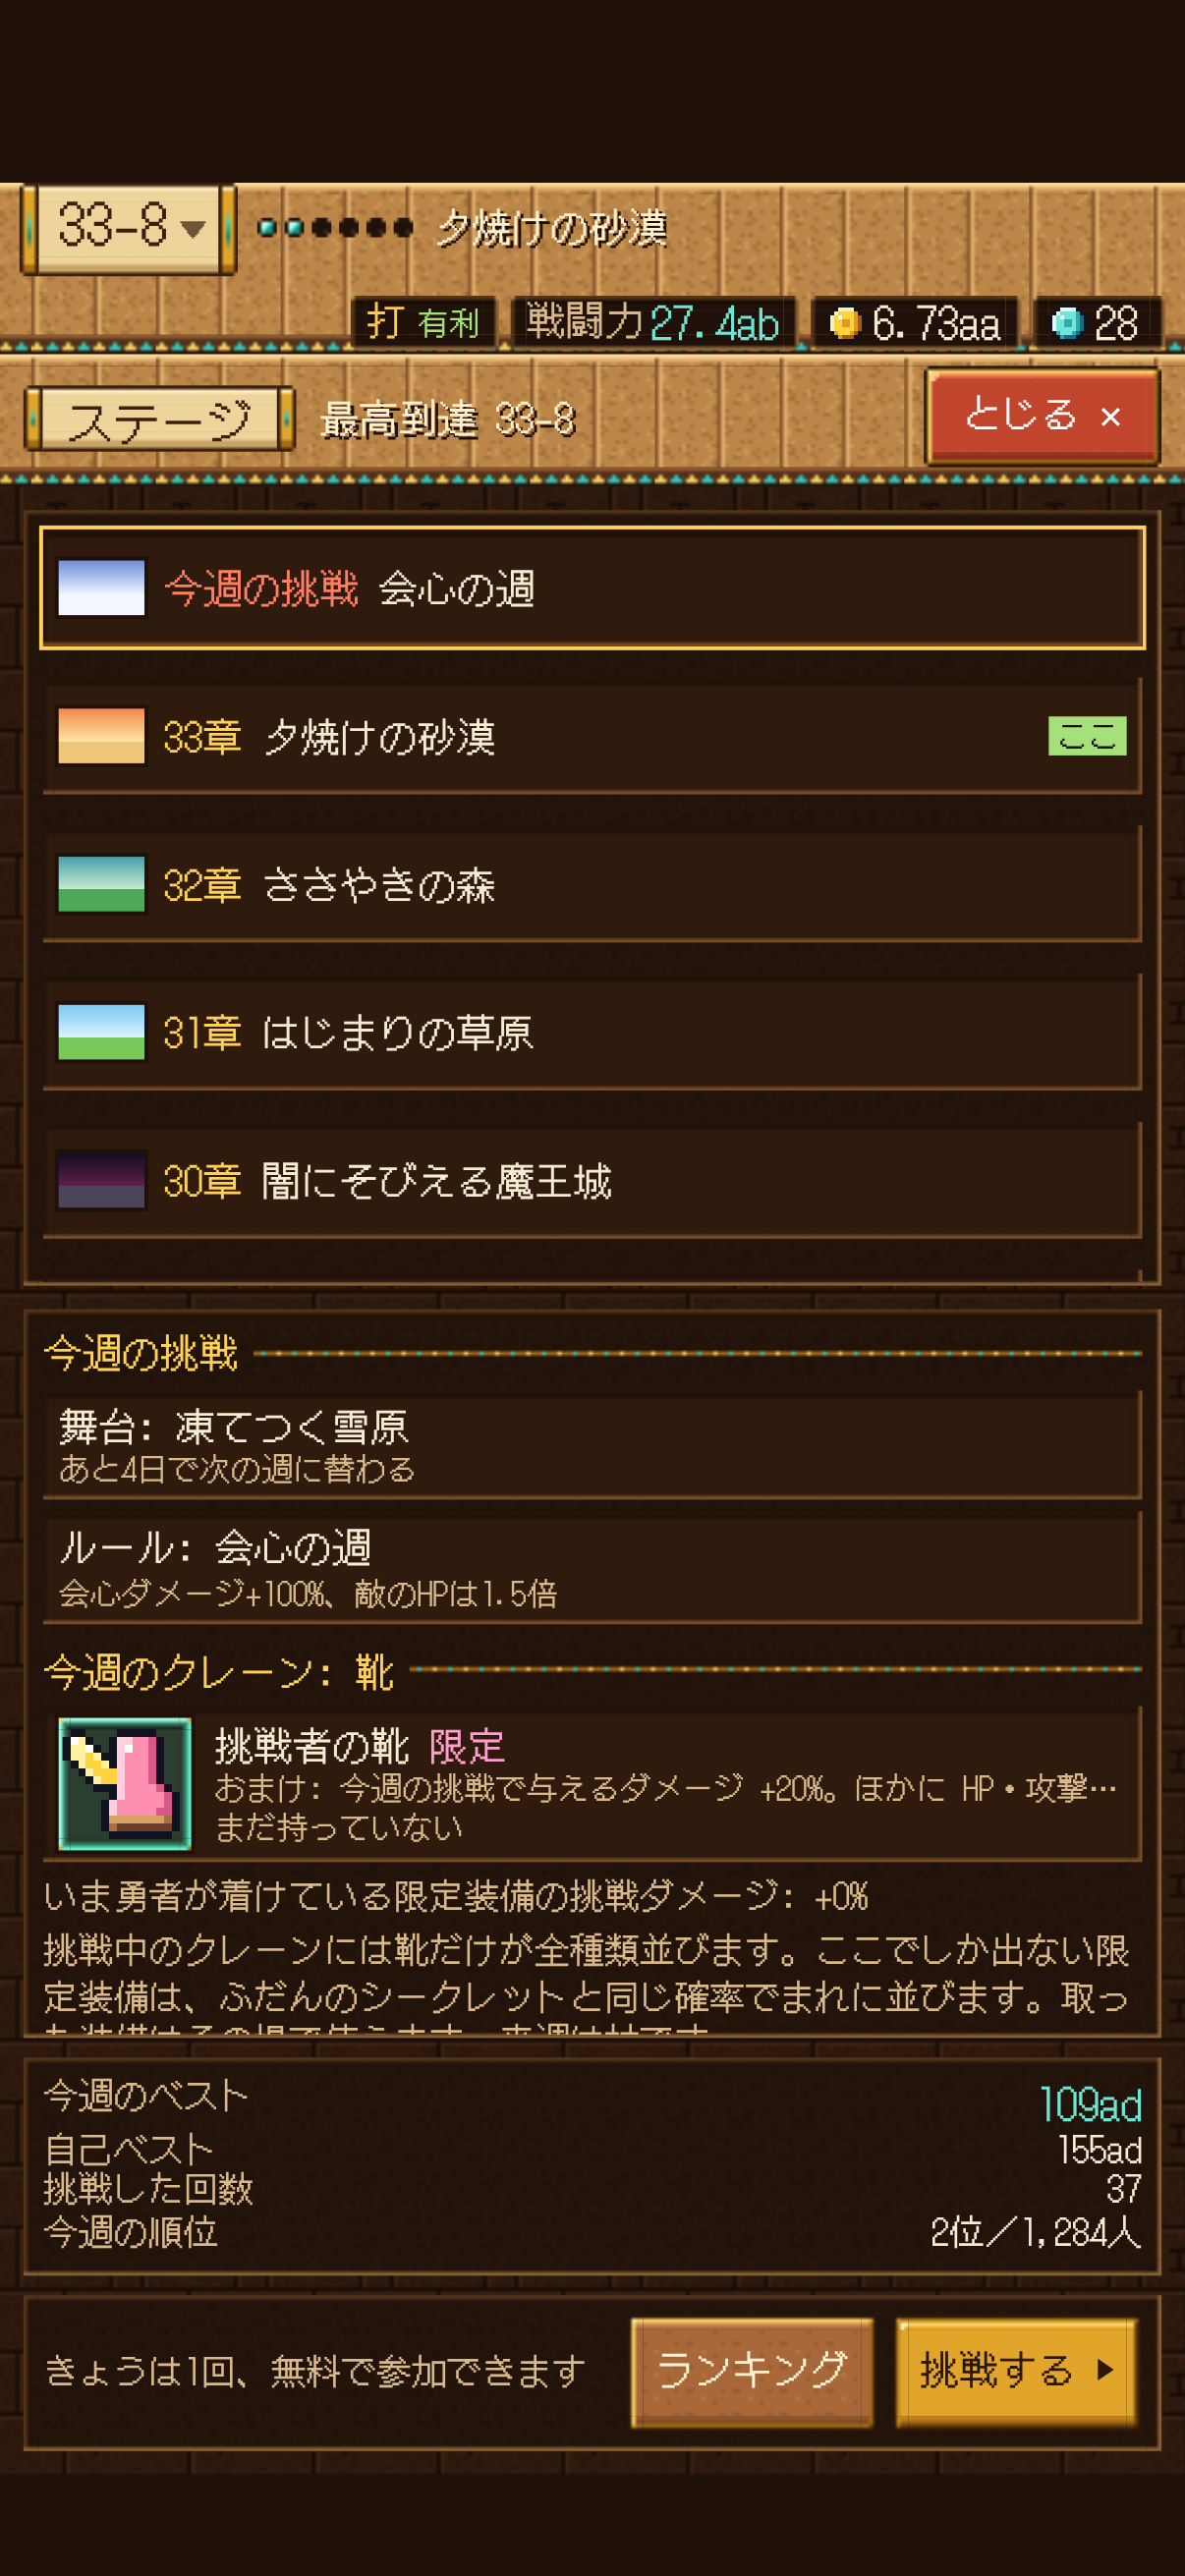 33-8 ▼ 夕焼けの砂漠
打 有利 戦闘力27.4ab 6.73aa 28
ステージ 最高到達 33-8 とじる ×
今週の挑戦 会心の週
33章 夕焼けの砂漠 ここ
32章 ささやきの森
31章 はじまりの草原
30章 闇にそびえる魔王城
今週の挑戦
舞台: 凍てつく雪原
あと4日で次の週に替わる
ルール: 会心の週
会心ダメージ+100%、敵のHPは1.5倍
今週のクレーン: 靴
挑戦者の靴 限定
おまけ: 今週の挑戦で与えるダメージ +20%。ほかに HP・攻撃…
まだ持っていない
いま勇者が着けている限定装備の挑戦ダメージ: +0%
挑戦中のクレーンには靴だけが全種類並びます。ここでしか出ない限
定装備は、ふだんのシークレットと同じ確率でまれに並びます。取っ
今週のベスト 109ad
自己ベスト 155ad
挑戦した回数 37
今週の順位 2位／1,284人
きょうは1回、無料で参加できます ランキング 挑戦する ▶